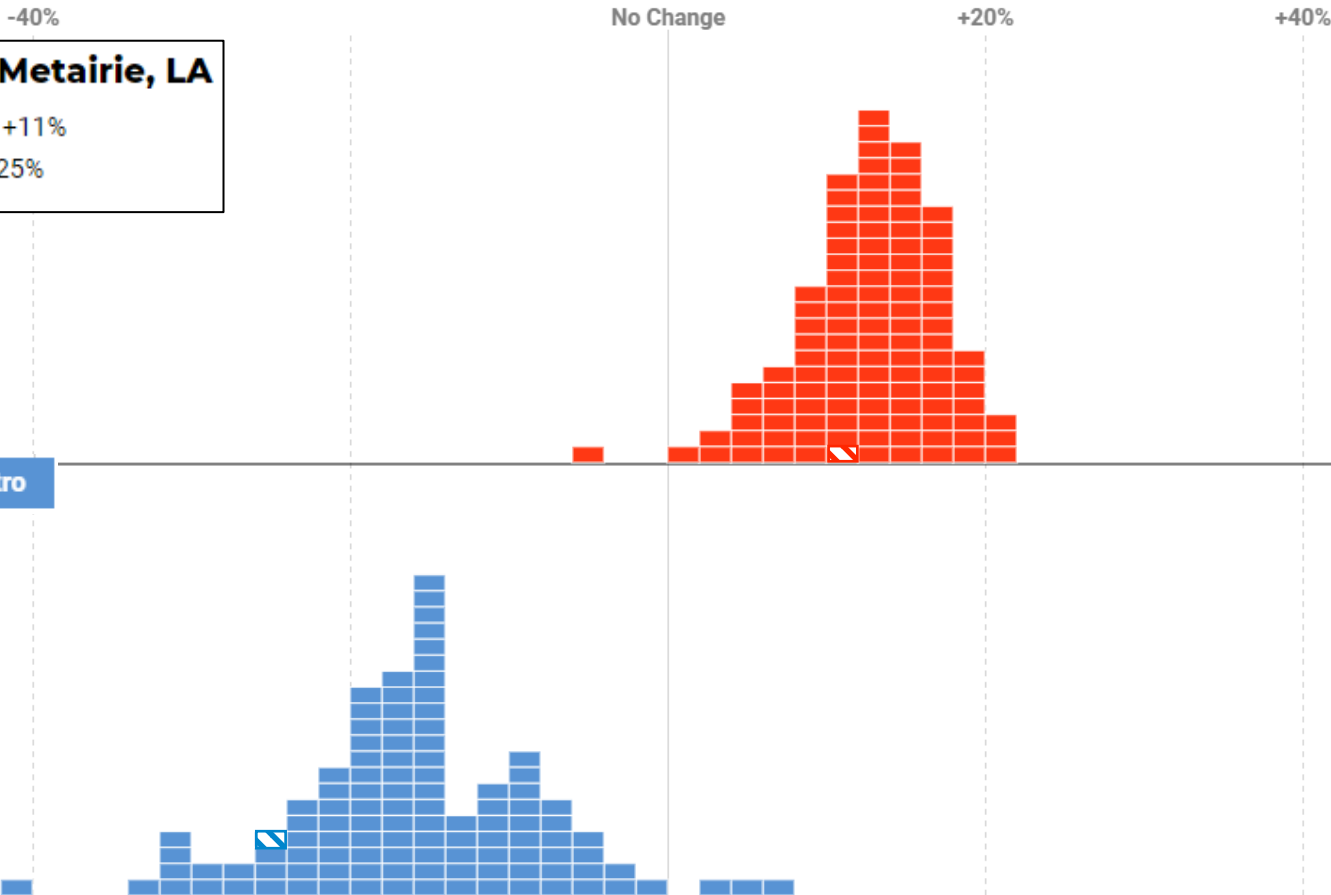 -40% No Change +20% +40%
Metairie, LA
+11%
25%
tro